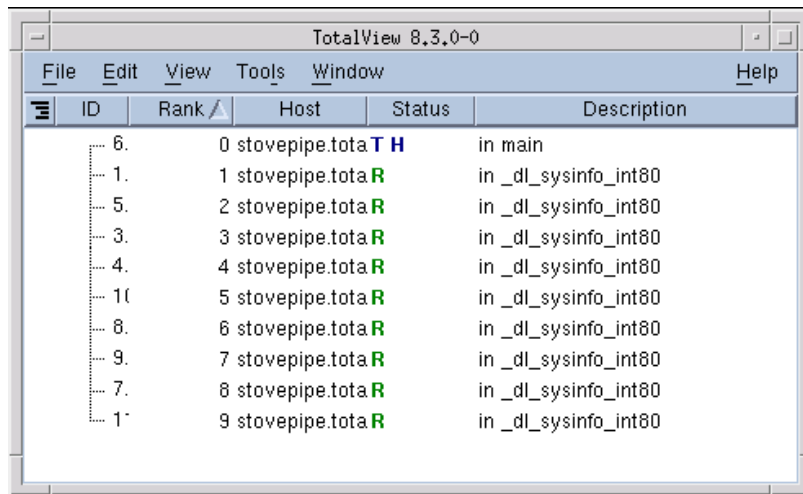 TotalView 8.3.0-0
File Edit View Tools Window Help
ID Rank Host Status Description
6. 0 stovepipe.tota T H in main
1. 1 stovepipe.tota R in _dl_sysinfo_int80
5. 2 stovepipe.tota R in _dl_sysinfo_int80
3. 3 stovepipe.tota R in _dl_sysinfo_int80
4. 4 stovepipe.tota R in _dl_sysinfo_int80
10 5 stovepipe.tota R in _dl_sysinfo_int80
8. 6 stovepipe.tota R in _dl_sysinfo_int80
9. 7 stovepipe.tota R in _dl_sysinfo_int80
7. 8 stovepipe.tota R in _dl_sysinfo_int80
9 stovepipe.tota R in _dl_sysinfo_int80